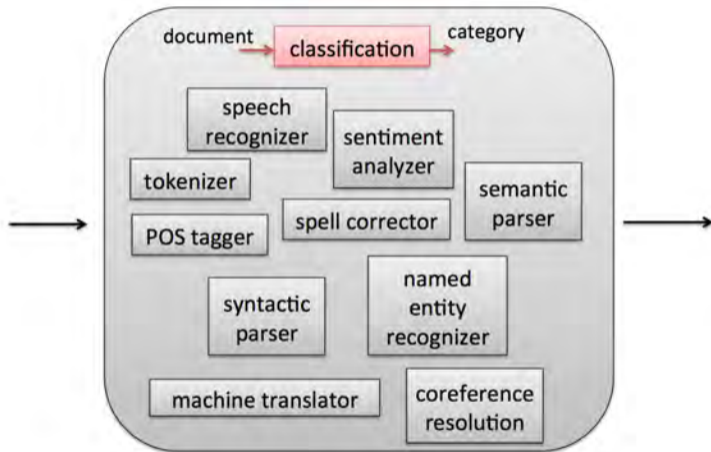 document
classification
category
speech
recognizer
sentiment
analyzer
tokenizer
semantic
parser
spell corrector
POS tagger
named
entity
recognizer
syntactic
parser
machine translator
coreference
resolution